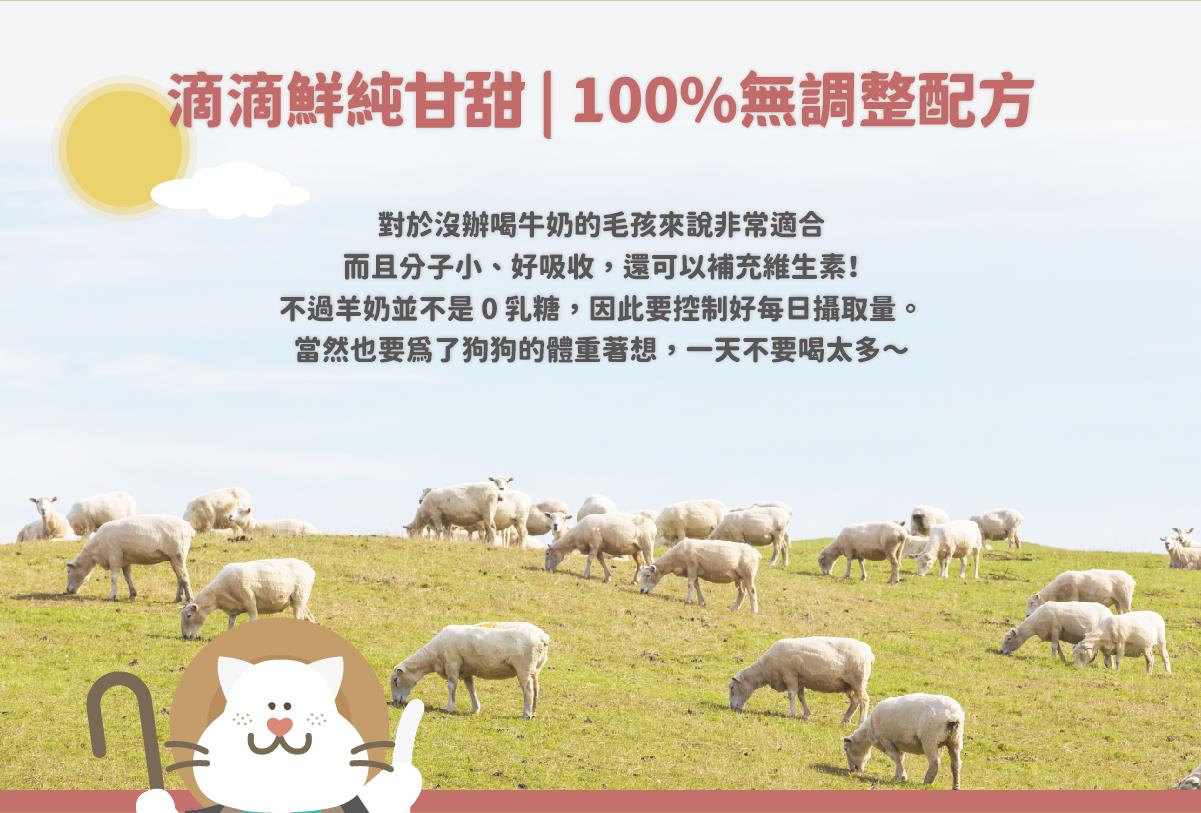 滴滴鮮純甘甜 | 100%無調整配方
對於沒辦喝牛奶的毛孩來說非常適合
而且分子小、好吸收，還可以補充維生素!
不過羊奶並不是 0 乳糖，因此要控制好每日攝取量。
當然也要為了狗狗的體重著想，一天不要喝太多～